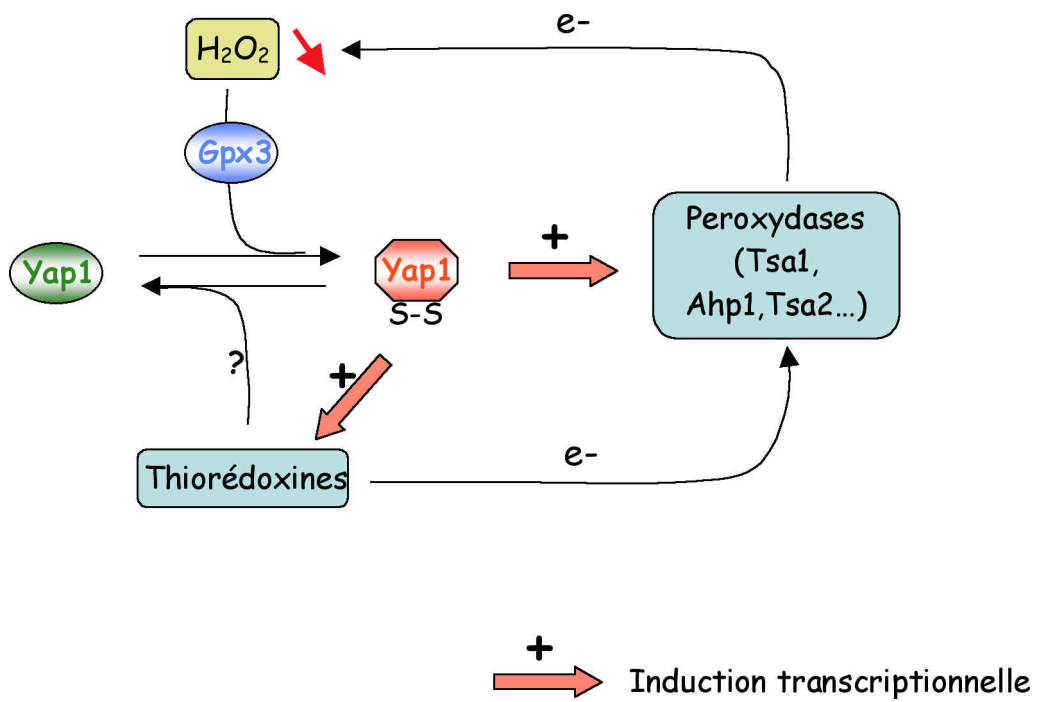 e-
H₂O₂
Gpx3
Yap1
Yap1
S-S
+
Peroxydases
(Tsa1,
Ahp1,Tsa2...)
?
+
Thiorédoxines
e-
+
Induction transcriptionnelle